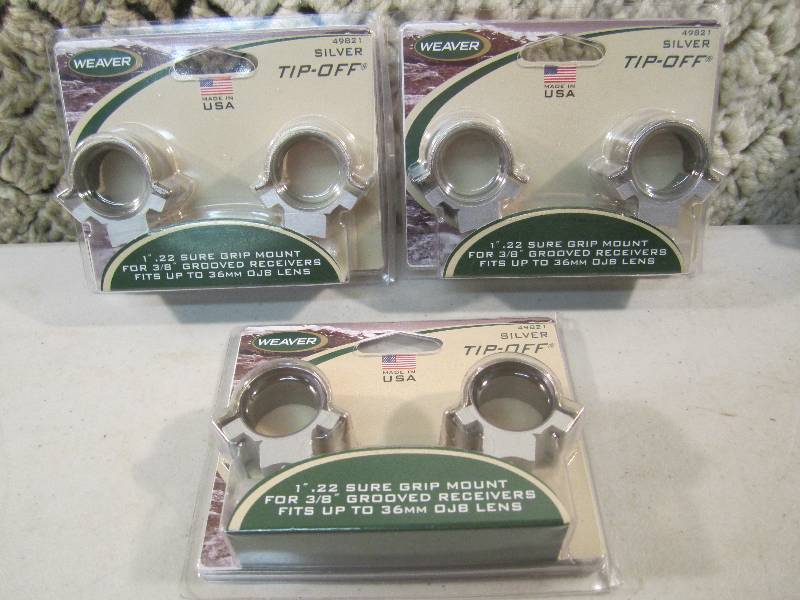 WEAVER
49821
SILVER
TIP-OFF®
MADE IN
USA
1" .22 SURE GRIP MOUNT
FOR 3/8" GROOVED RECEIVERS
FITS UP TO 36MM OJB LENS
WEAVER
49821
SILVER
TIP-OFF®
MADE IN
USA
1" .22 SURE GRIP MOUNT
FOR 3/8" GROOVED RECEIVERS
FITS UP TO 36MM OJB LENS
WEAVER
49821
SILVER
TIP-OFF®
MADE IN
USA
1" .22 SURE GRIP MOUNT
FOR 3/8" GROOVED RECEIVERS
FITS UP TO 36MM OJB LENS